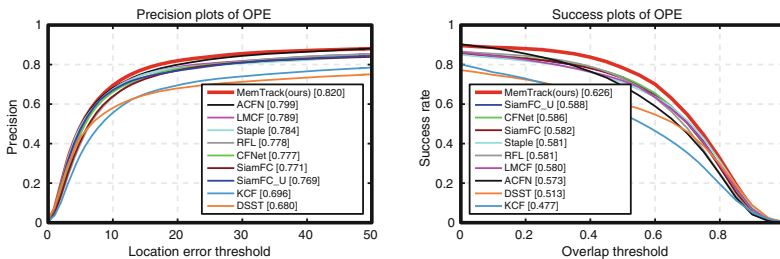 Precision plots of OPE
1
0.8
0.6
0.4
0.2
0
Precision
MemTrack(ours) [0.820]
ACFN [0.799]
LMCF [0.789]
Staple [0.784]
RFL [0.778]
CFNet [0.777]
SiamFC [0.771]
SiamFC_U [0.769]
KCF [0.696]
DSST [0.680]
0 10 20 30 40 50
Location error threshold
Success plots of OPE
1
0.8
0.6
0.4
0.2
0
Success rate
MemTrack(ours) [0.626]
SiamFC_U [0.588]
CFNet [0.586]
SiamFC [0.582]
Staple [0.581]
RFL [0.581]
LMCF [0.580]
ACFN [0.573]
DSST [0.513]
KCF [0.477]
0 0.2 0.4 0.6 0.8
Overlap threshold